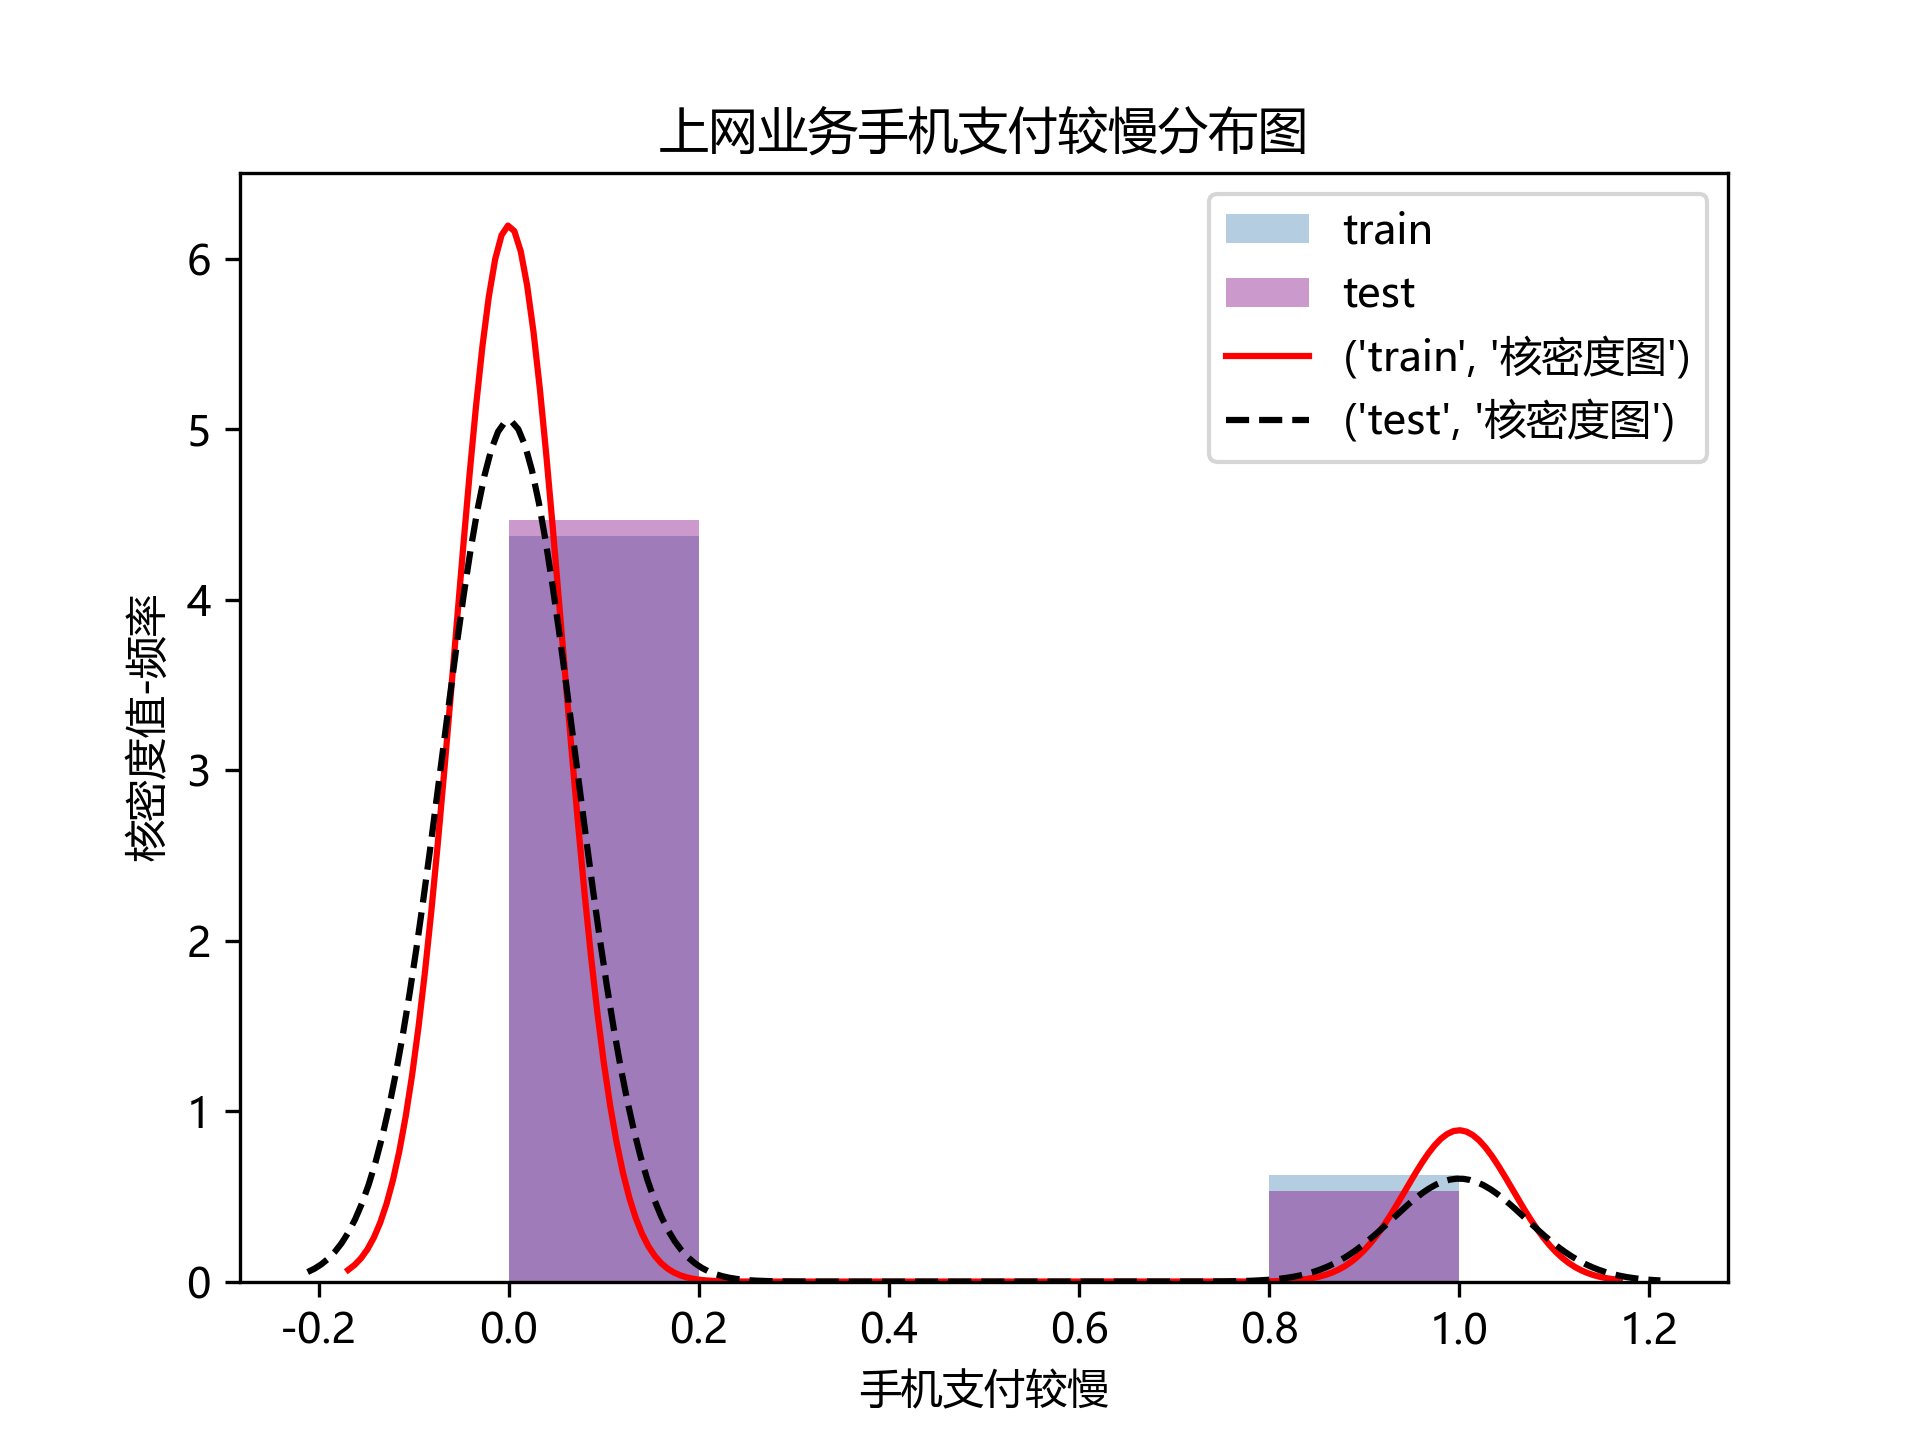 上网业务手机支付较慢分布图
train
test
('train', '核密度图')
('test', '核密度图')
核密度值-频率
6
5
4
3
2
1
0
-0.2 0.0 0.2 0.4 0.6 0.8 1.0 1.2
手机支付较慢